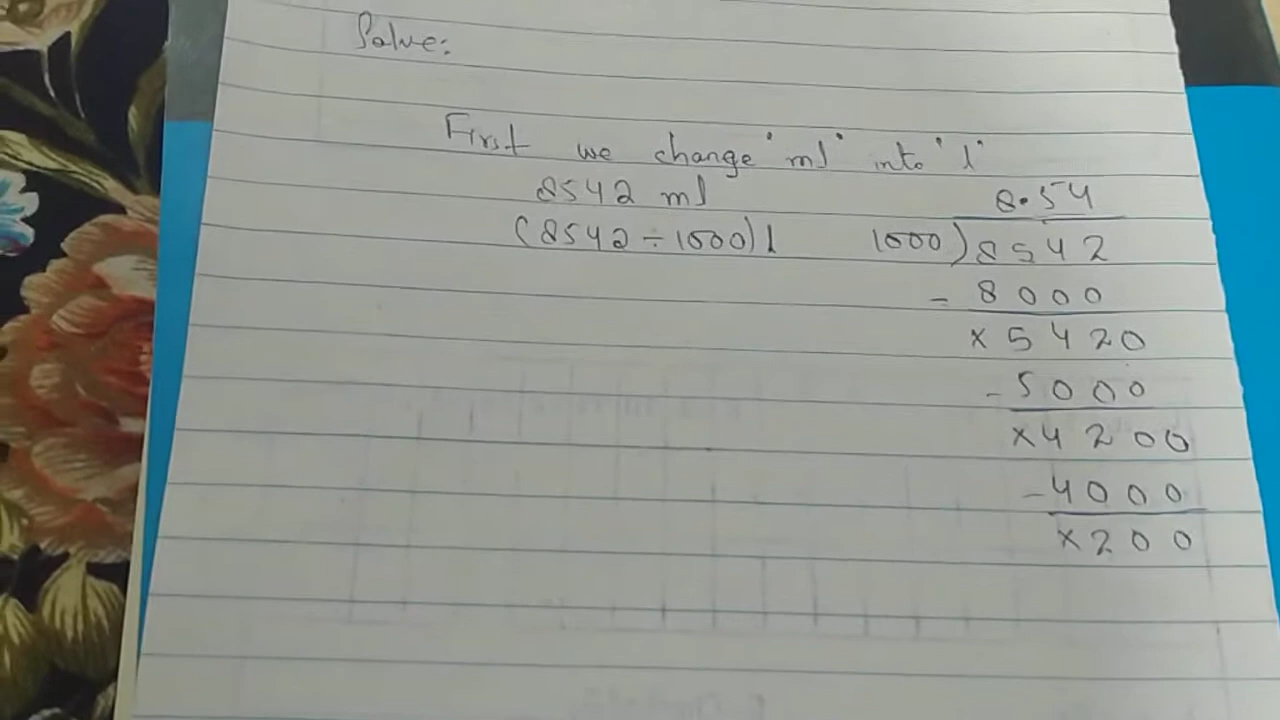 Solve:
First we change "ml" into "l"
8542 ml
(8542 ÷ 1000) l
8.54
1000)8542
- 8000
×5420
- 5000
×4200
-4000
×200